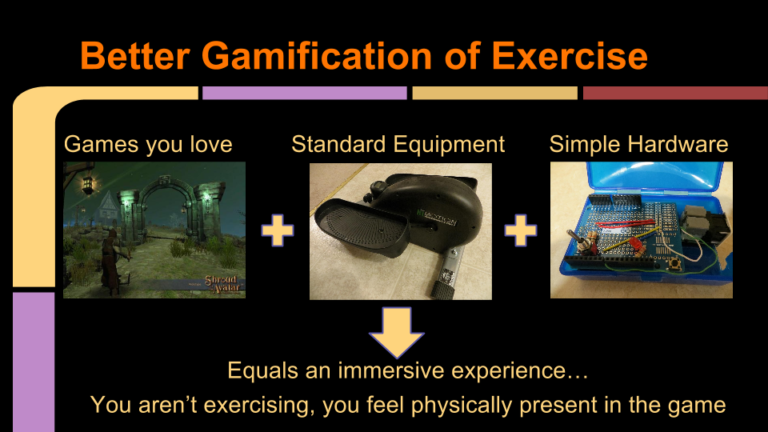 Better Gamification of Exercise
Games you love
Standard Equipment
Simple Hardware
Shroud
of the
Avatar
Equals an immersive experience…
You aren’t exercising, you feel physically present in the game